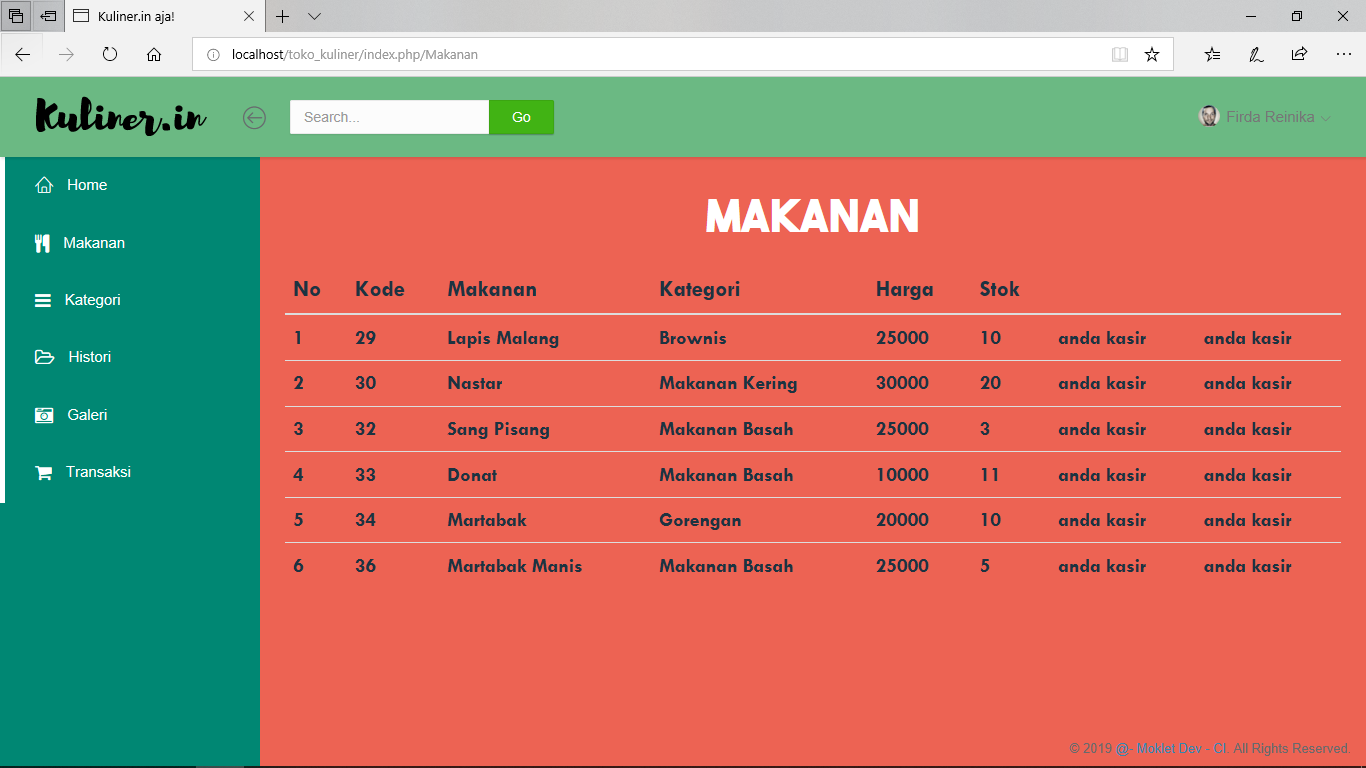 Kuliner.in aja!
localhost/toko_kuliner/index.php/Makanan
Kuliner.in
Search...
Go
Firda Reinika
Home
Makanan
Kategori
Histori
Galeri
Transaksi
MAKANAN
No Kode Makanan Kategori Harga Stok
1 29 Lapis Malang Brownis 25000 10 anda kasir anda kasir
2 30 Nastar Makanan Kering 30000 20 anda kasir anda kasir
3 32 Sang Pisang Makanan Basah 25000 3 anda kasir anda kasir
4 33 Donat Makanan Basah 10000 11 anda kasir anda kasir
5 34 Martabak Gorengan 20000 10 anda kasir anda kasir
6 36 Martabak Manis Makanan Basah 25000 5 anda kasir anda kasir
© 2019 @- Moklet Dev - CI. All Rights Reserved.